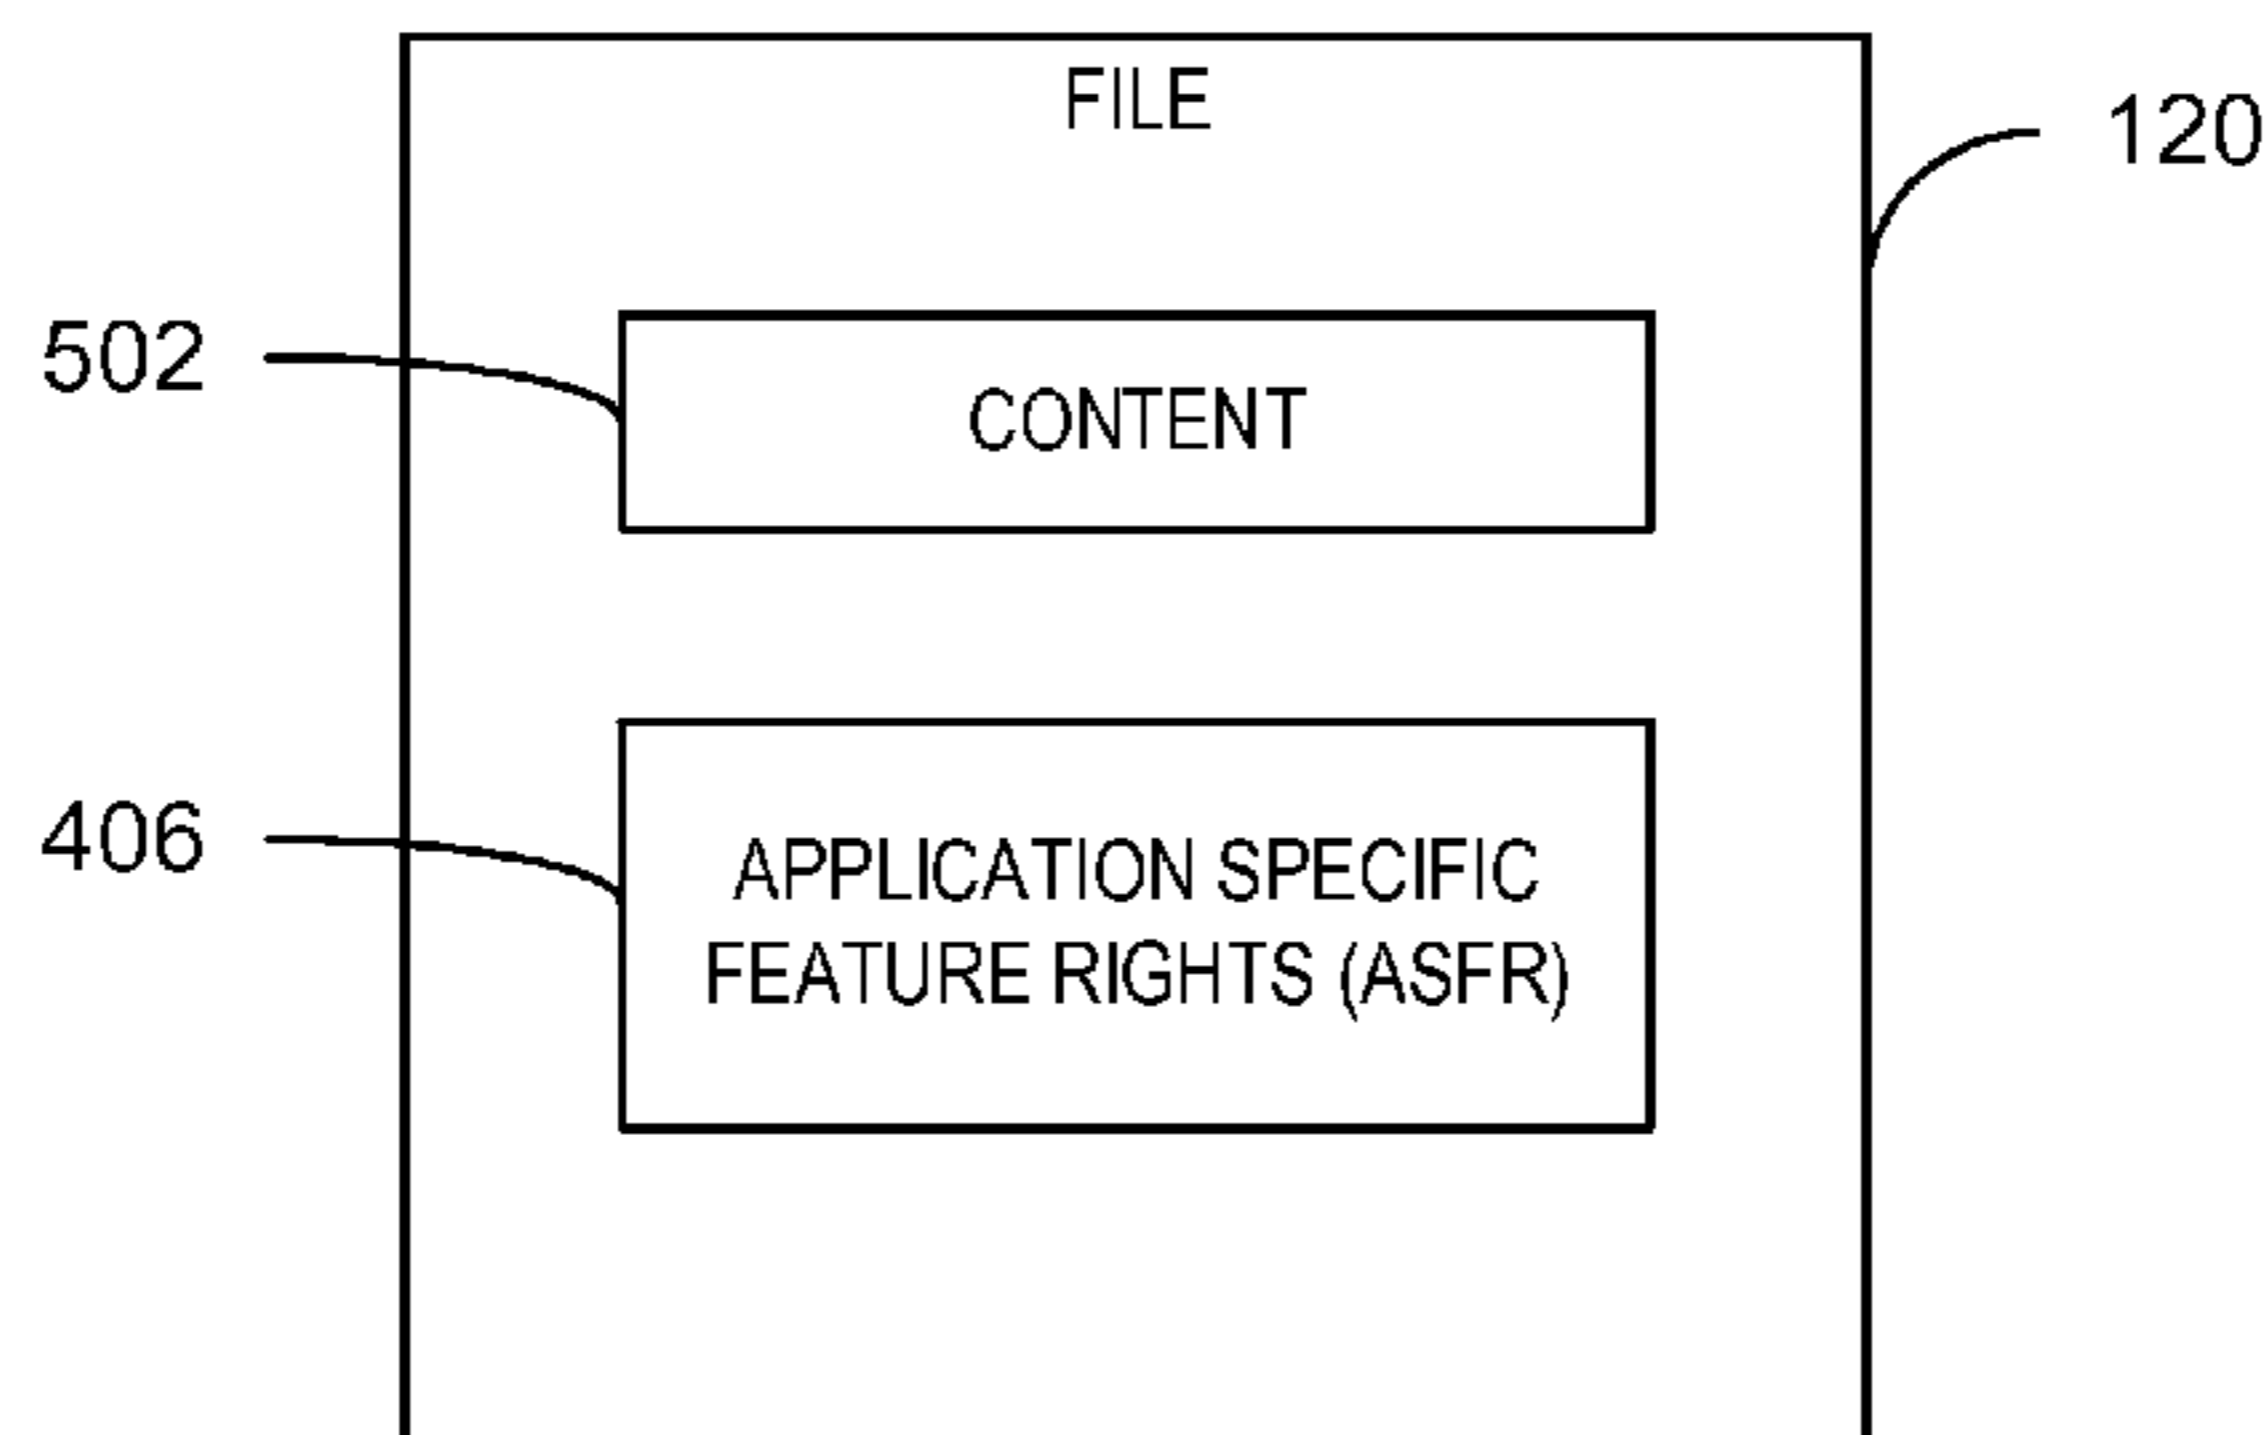 FILE
120
502
CONTENT
406
APPLICATION SPECIFIC
FEATURE RIGHTS (ASFR)